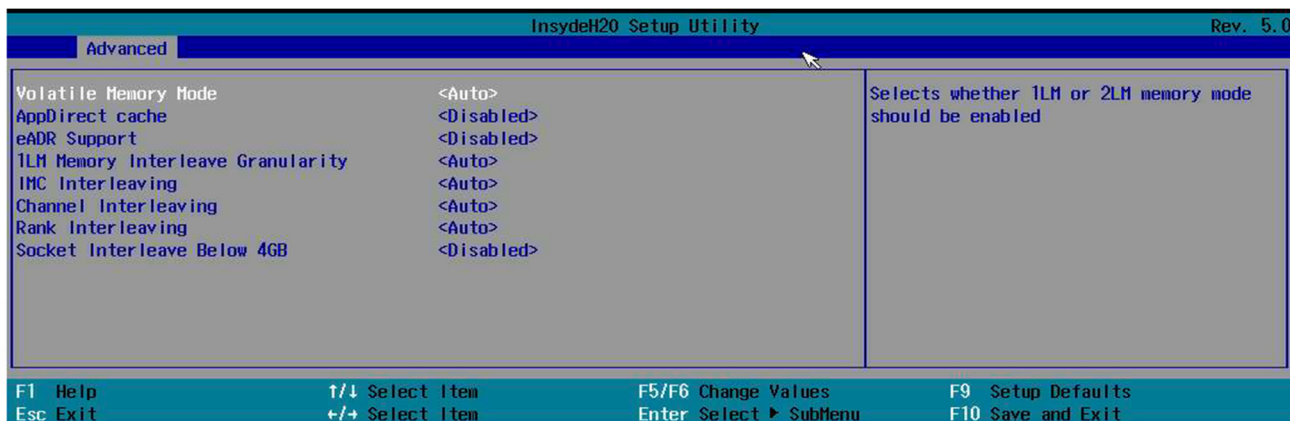 InsydeH20 Setup Utility Rev. 5.0
Advanced
Volatile Memory Mode <Auto>
AppDirect cache <Disabled>
eADR Support <Disabled>
1LM Memory Interleave Granularity <Auto>
IMC Interleaving <Auto>
Channel Interleaving <Auto>
Rank Interleaving <Auto>
Socket Interleave Below 4GB <Disabled>
Selects whether 1LM or 2LM memory mode
should be enabled
F1 Help ↑/↓ Select Item F5/F6 Change Values F9 Setup Defaults
Esc Exit ←/→ Select Item Enter Select ▶ SubMenu F10 Save and Exit